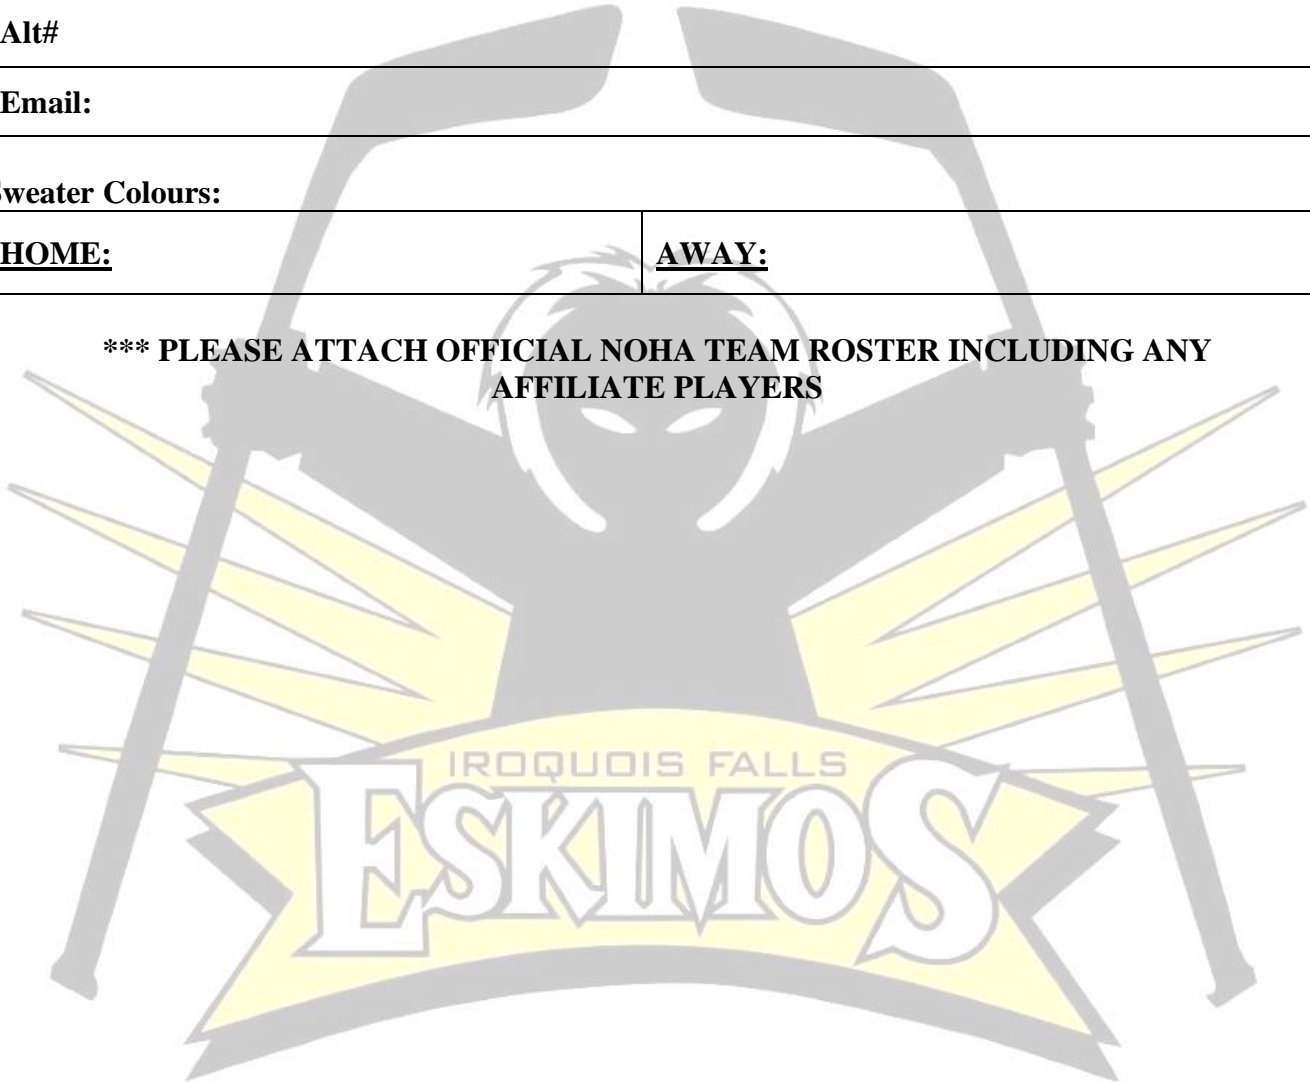 Alt#
Email:
Sweater Colours:
HOME: AWAY:
*** PLEASE ATTACH OFFICIAL NOHA TEAM ROSTER INCLUDING ANY
AFFILIATE PLAYERS
IROQUOIS FALLS
ESKIMOS